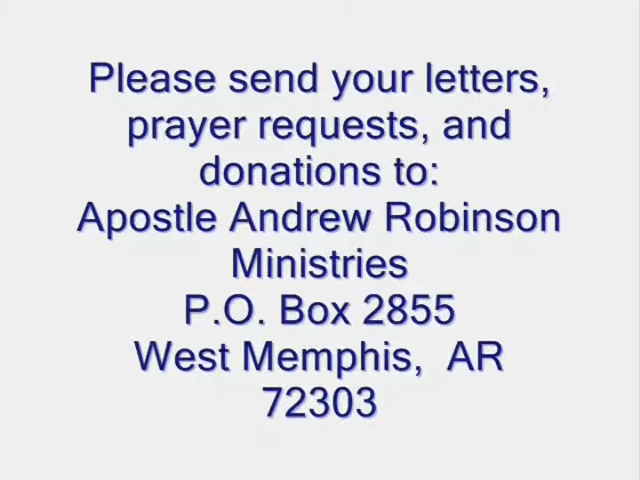 Please send your letters,
prayer requests, and
donations to:
Apostle Andrew Robinson
Ministries
P.O. Box 2855
West Memphis,  AR
72303